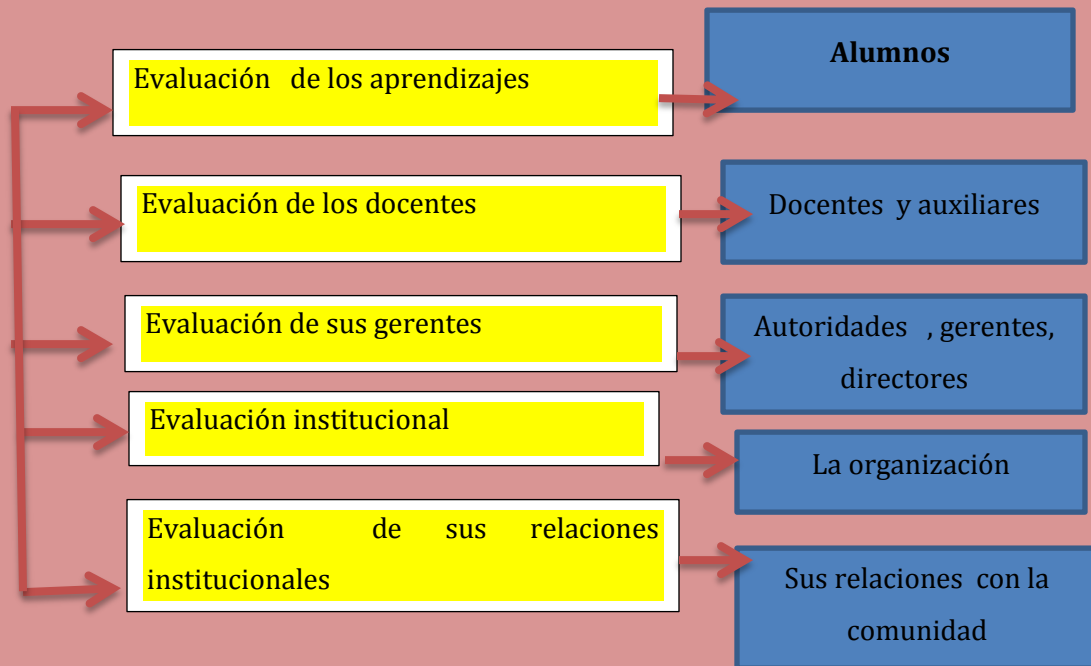 Evaluación de los aprendizajes
Alumnos
Evaluación de los docentes
Docentes y auxiliares
Evaluación de sus gerentes
Autoridades , gerentes,
directores
Evaluación institucional
La organización
Evaluación de sus relaciones
institucionales
Sus relaciones con la
comunidad